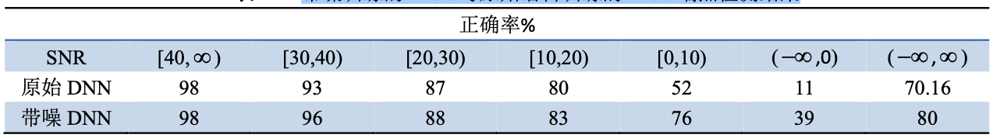 正确率%
SNR [40,∞) [30,40) [20,30) [10,20) [0,10) (−∞,0) (−∞,∞)
原始 DNN 98 93 87 80 52 11 70.16
带噪 DNN 98 96 88 83 76 39 80